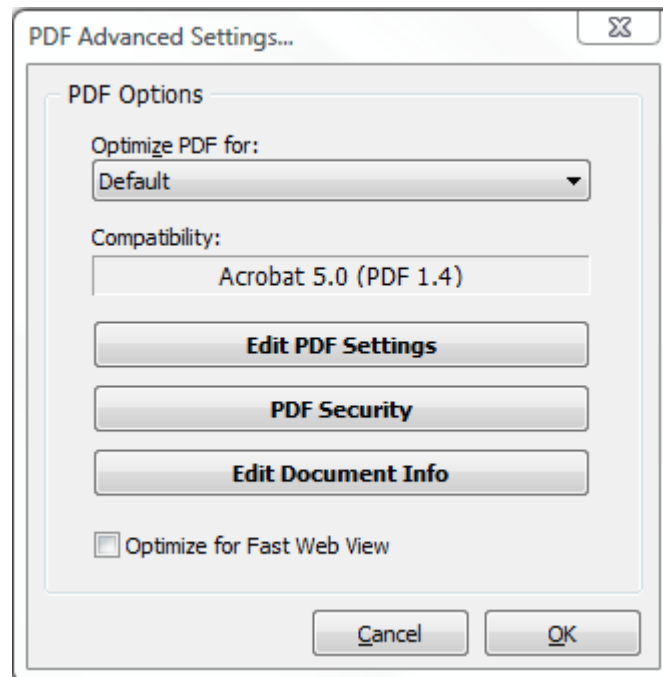 PDF Advanced Settings...
PDF Options
Optimize PDF for:
Default
Compatibility:
Acrobat 5.0 (PDF 1.4)
Edit PDF Settings
PDF Security
Edit Document Info
Optimize for Fast Web View
Cancel OK